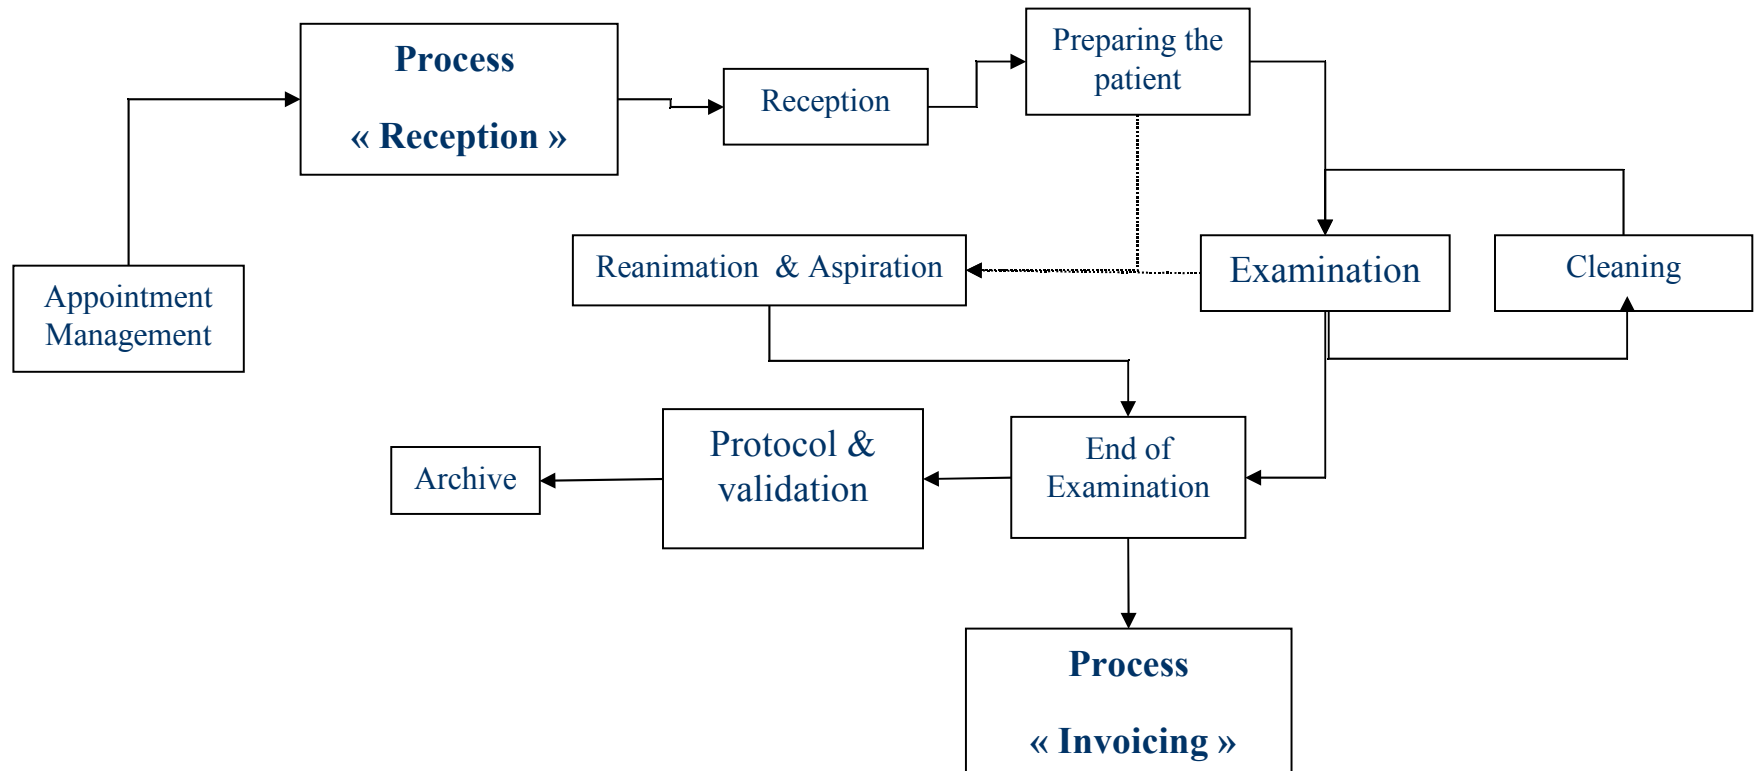 Process
« Reception »
Reception
Preparing the
patient
Appointment
Management
Reanimation & Aspiration
Examination
Cleaning
Archive
Protocol &
validation
End of
Examination
Process
« Invoicing »